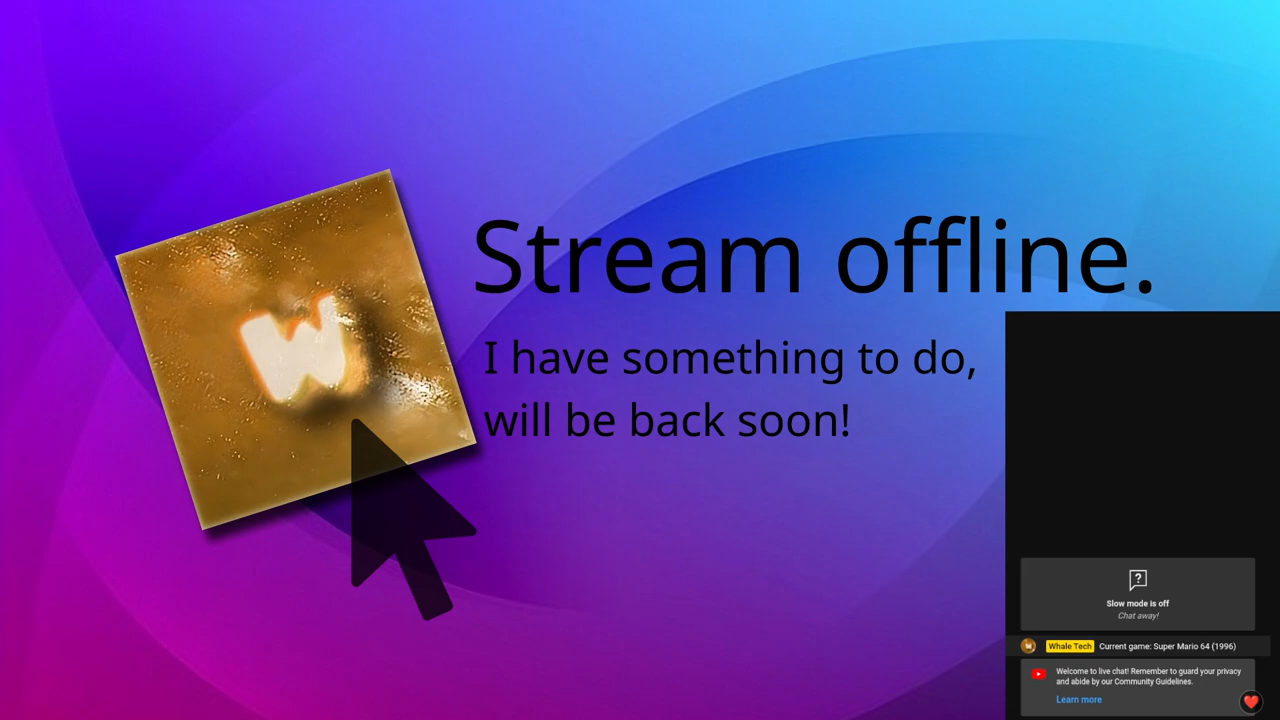 W
Stream offline.
I have something to do,
will be back soon!
?
Slow mode is off
Chat away!
W Whale Tech Current game: Super Mario 64 (1996)
Welcome to live chat! Remember to guard your privacy
and abide by our Community Guidelines.
Learn more